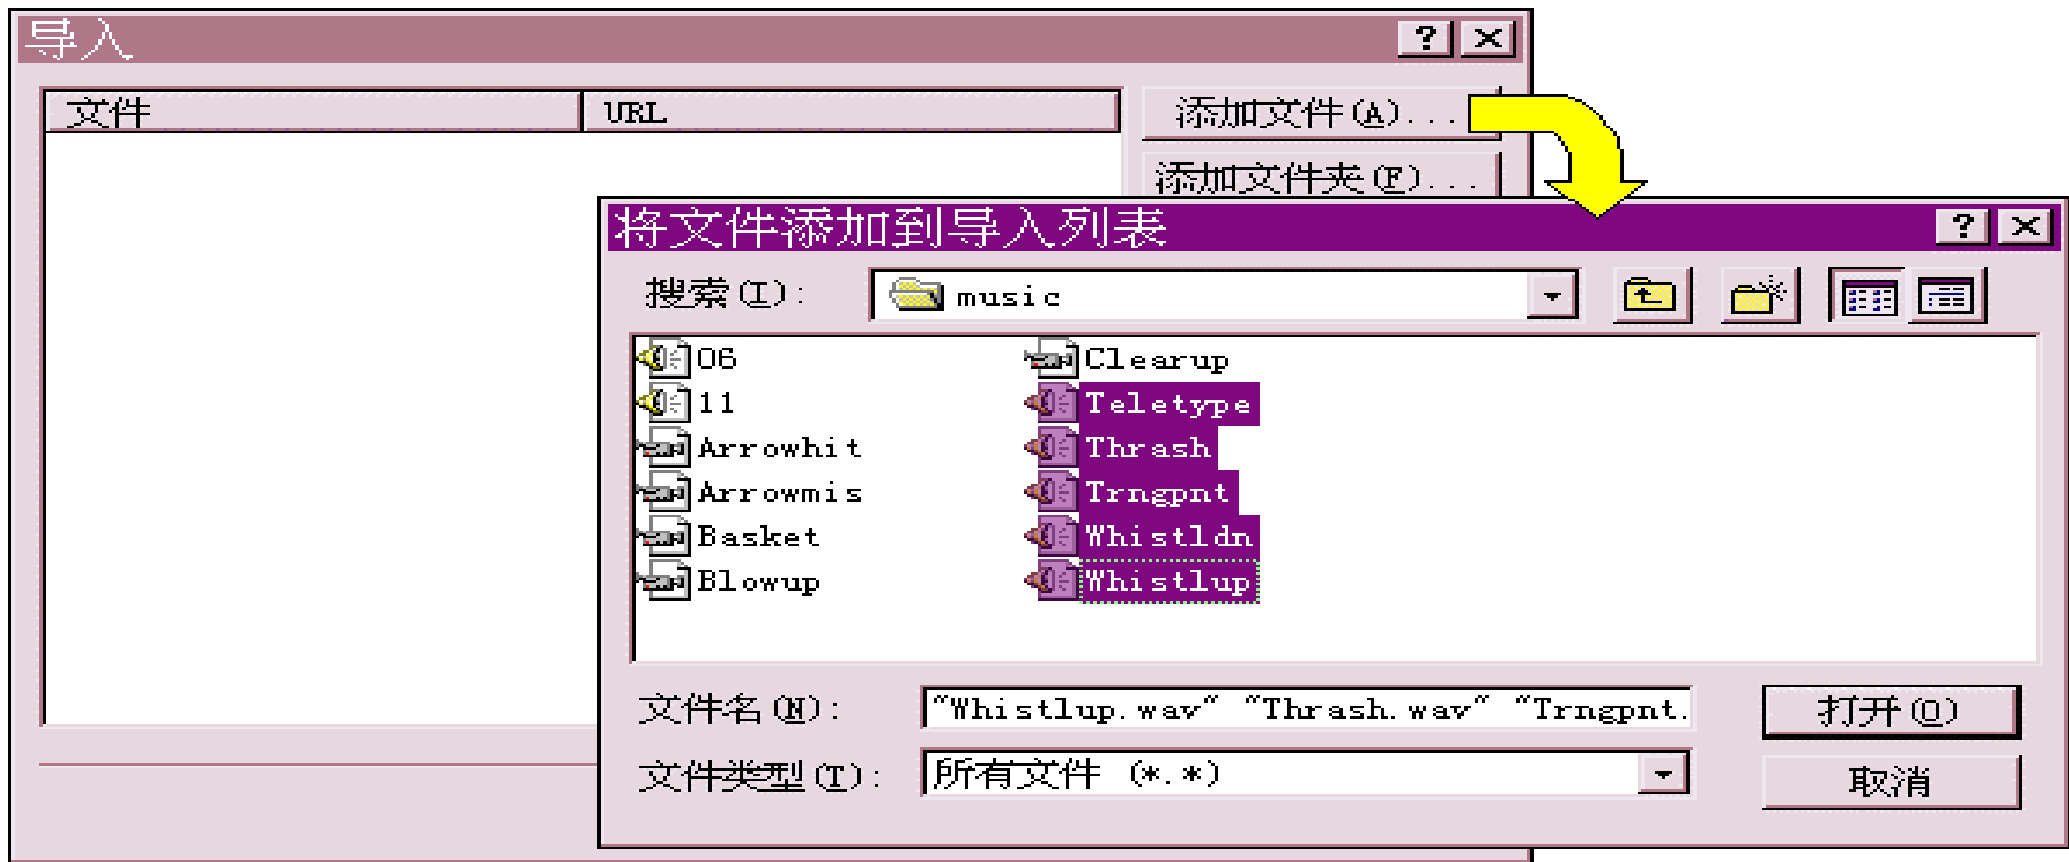 导入
文件 URL 添加文件(A)...
添加文件夹(F)...
将文件添加到导入列表
搜索(I): music
06 Clearup
11 Teletype
Arrowhit Thrash
Arrowmis Trngpnt
Basket Whistldn
Blowup Whistlup
文件名(N): "Whistlup.wav" "Thrash.wav" "Trngpnt. 打开(O)
文件类型(T): 所有文件 (*.*) 取消